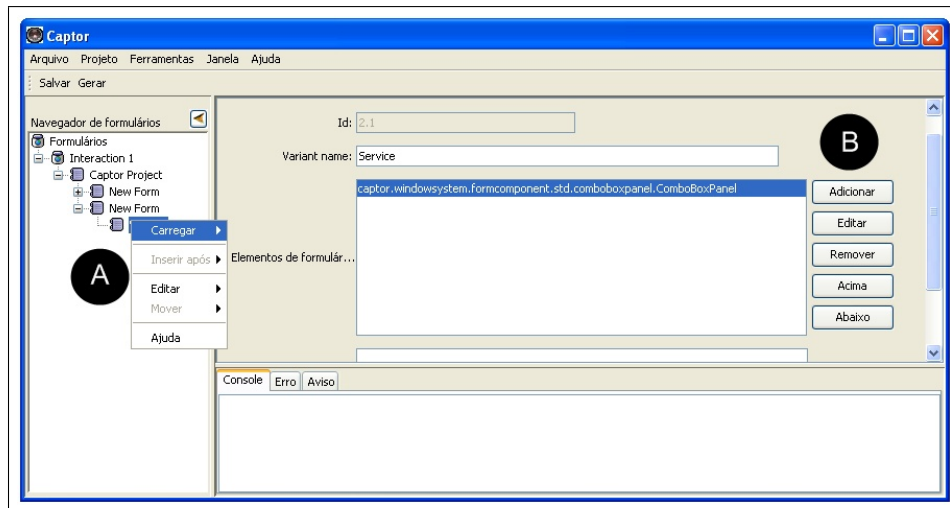 Captor
Arquivo Projeto Ferramentas Janela Ajuda
Salvar Gerar
Navegador de formulários
Formulários
Interaction 1
Captor Project
New Form
New Form
Carregar
Inserir após
Editar
Mover
Ajuda
A
Id: 2.1
Variant name: Service
Elementos de formulár...
captor.windowsystem.formcomponent.std.comboboxpanel.ComboBoxPanel
B
Adicionar
Editar
Remover
Acima
Abaixo
Console Erro Aviso